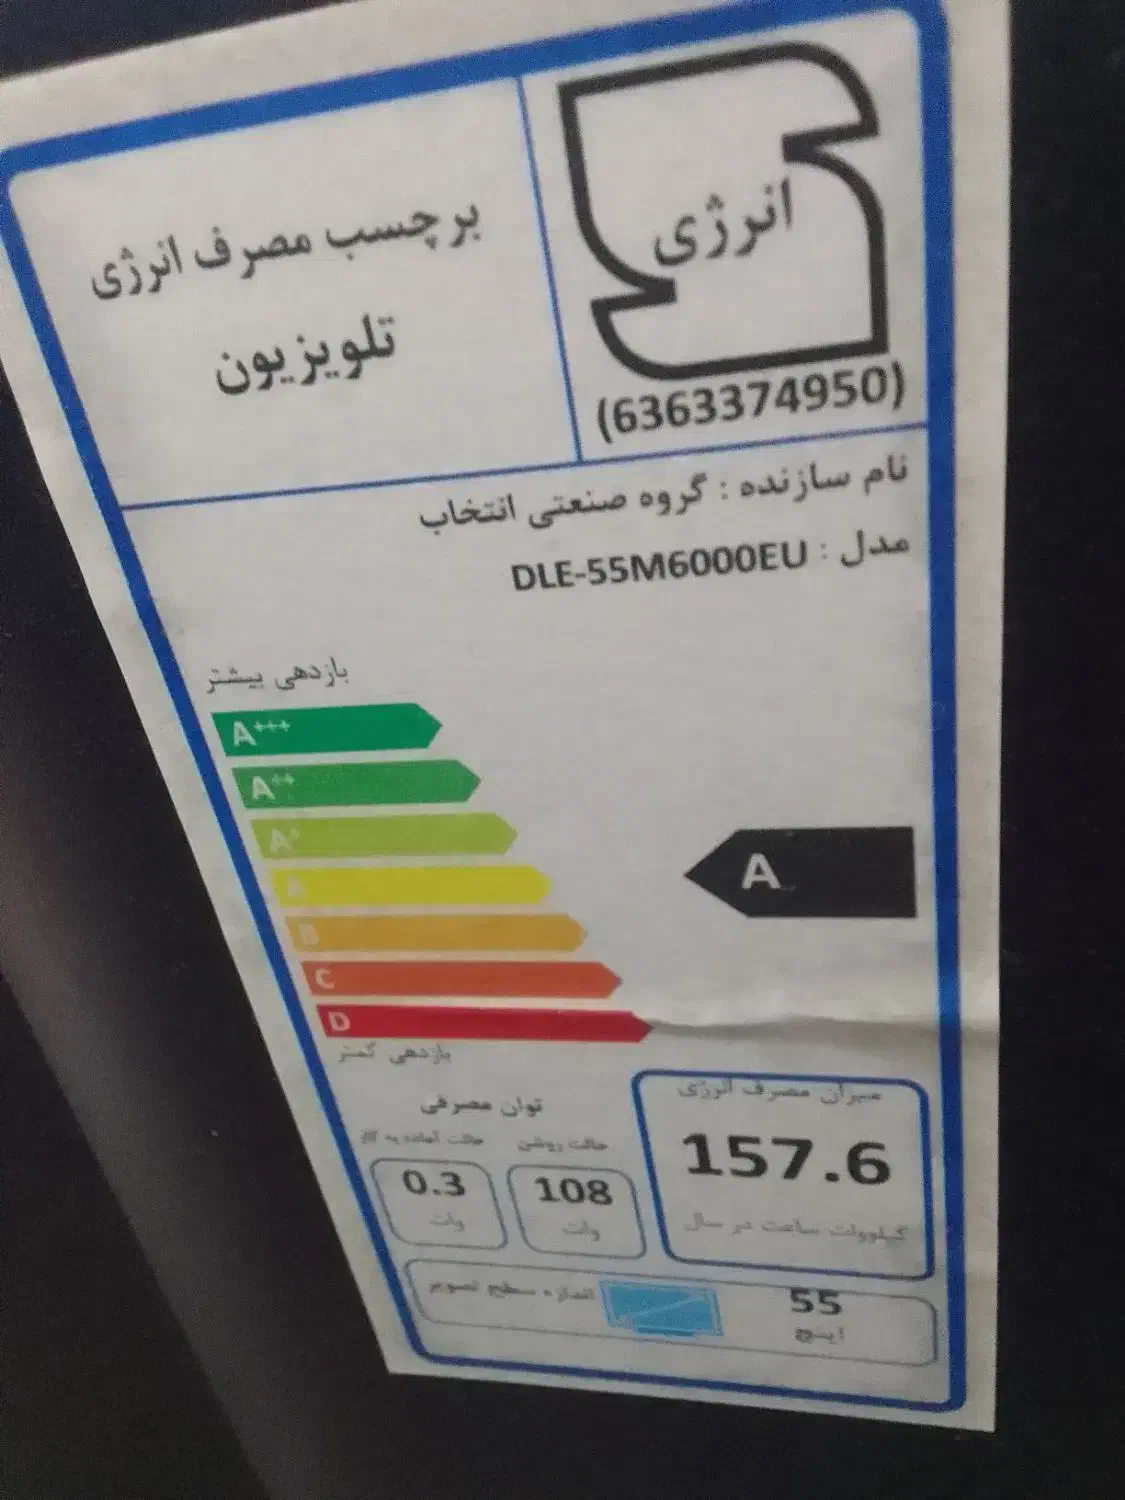 انرژی
(6363374950)
برچسب مصرف انرژی
تلویزیون
نام سازنده : گروه صنعتی انتخاب
مدل : DLE-55M6000EU
بازدهی بیشتر
A+++
A++
A+
A
B
C
D
A
بازدهی کمتر
میزان مصرف انرژی
157.6
کیلووات ساعت در سال
توان مصرفی
حالت روشن
108
وات
حالت آماده به کار
0.3
وات
55
اینچ
اندازه سطح تصویر